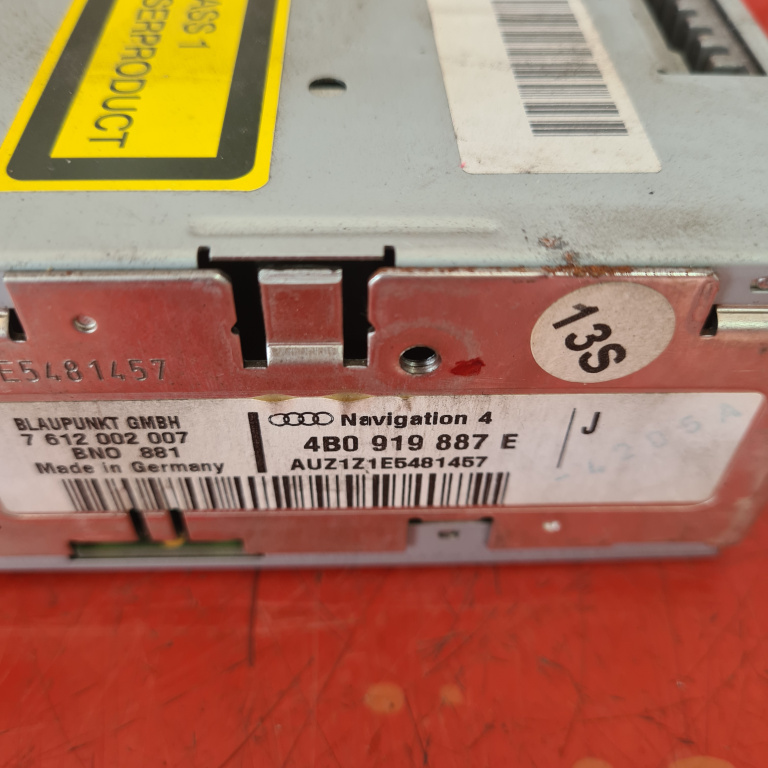 ASS 1
SERPRODUCT
13S
E5481457
BLAUPUNKT GMBH
7 612 002 007
BNO 881
Made in Germany
Navigation 4
4B0 919 887 E
AUZ1Z1E5481457
J